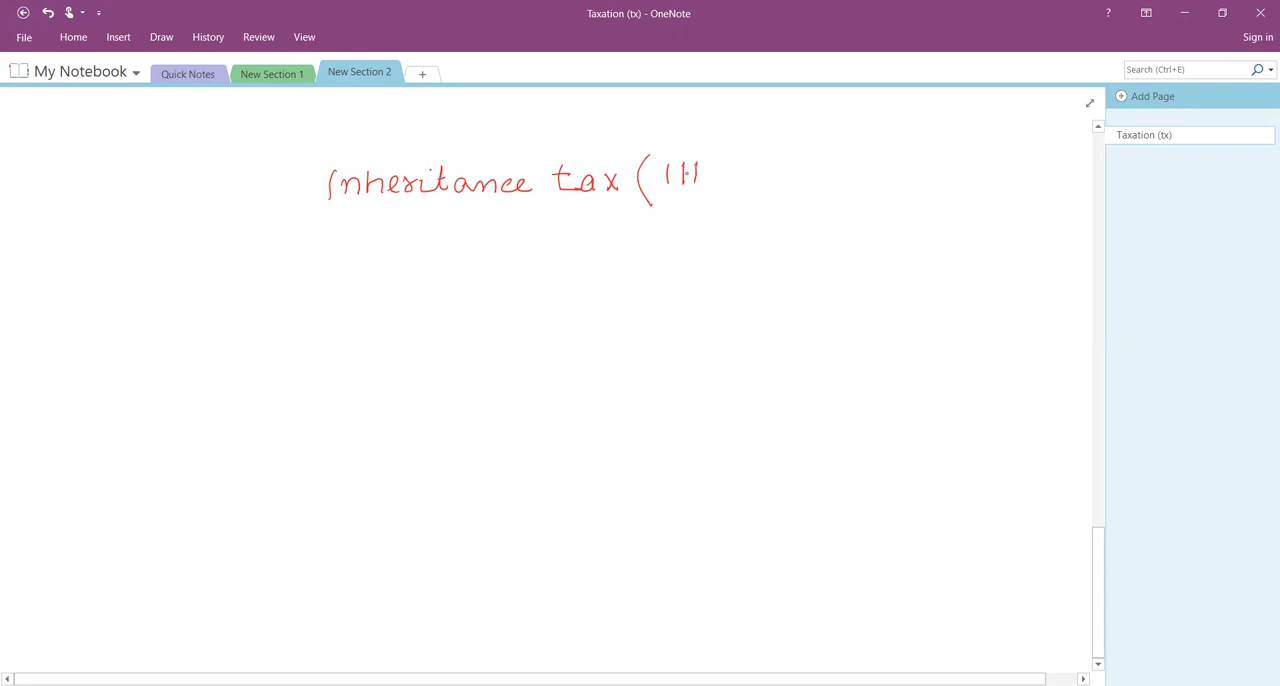 Taxation (tx) - OneNote
?
File Home Insert Draw History Review View
Sign in
My Notebook
Quick Notes
New Section 1
New Section 2
+
Search (Ctrl+E)
Add Page
Taxation (tx)
Inheritance tax (